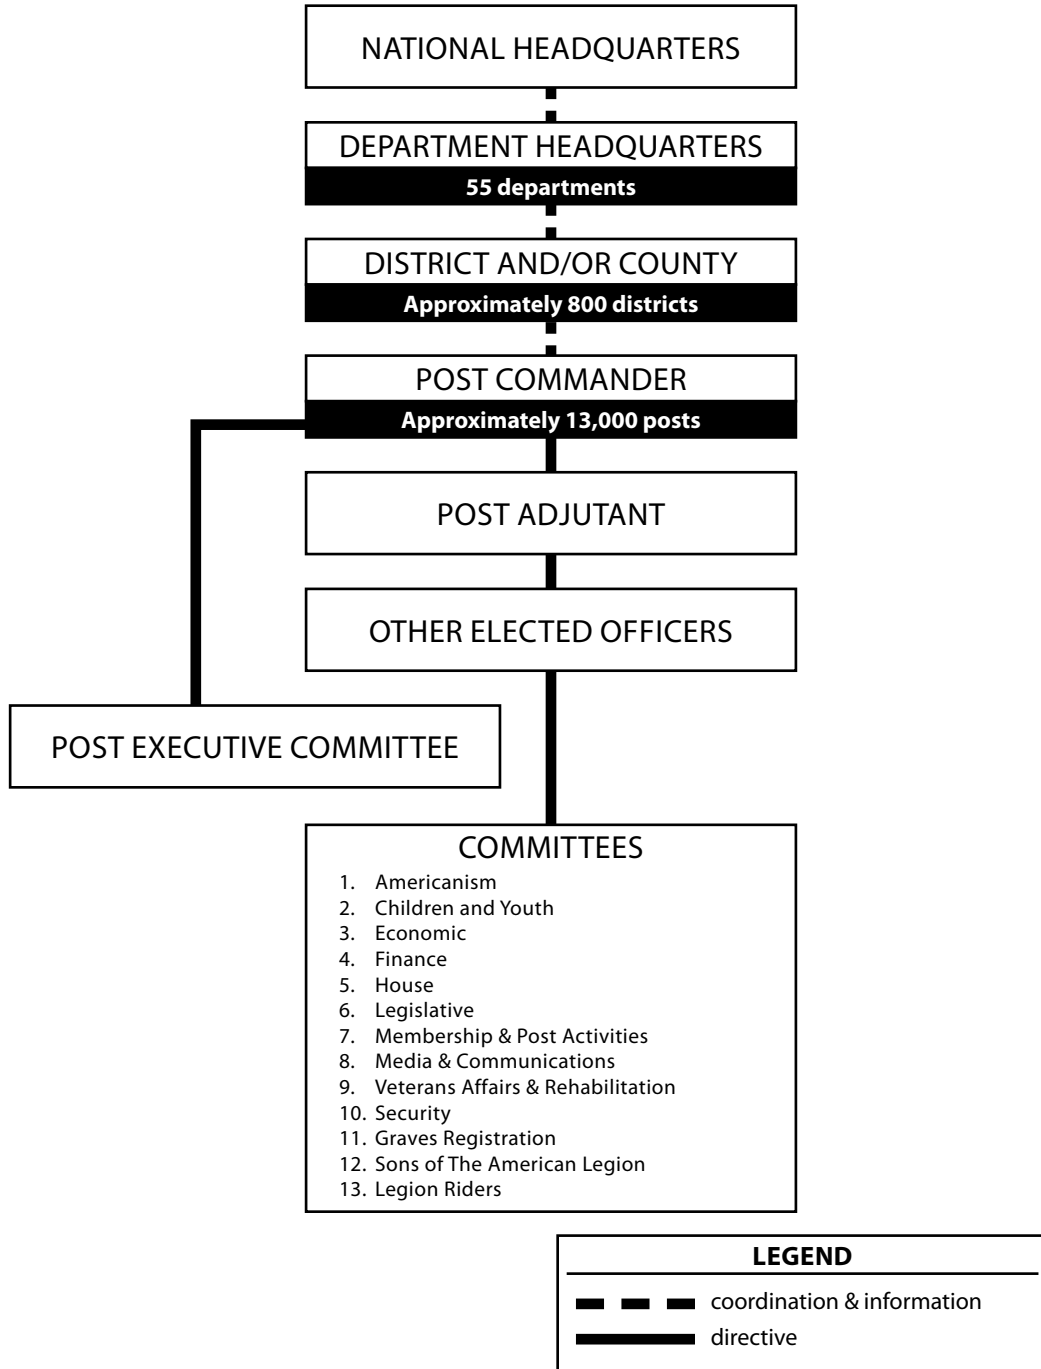 NATIONAL HEADQUARTERS
DEPARTMENT HEADQUARTERS
55 departments
DISTRICT AND/OR COUNTY
Approximately 800 districts
POST COMMANDER
Approximately 13,000 posts
POST ADJUTANT
OTHER ELECTED OFFICERS
POST EXECUTIVE COMMITTEE
COMMITTEES
1. Americanism
2. Children and Youth
3. Economic
4. Finance
5. House
6. Legislative
7. Membership & Post Activities
8. Media & Communications
9. Veterans Affairs & Rehabilitation
10. Security
11. Graves Registration
12. Sons of The American Legion
13. Legion Riders
LEGEND
coordination & information
directive